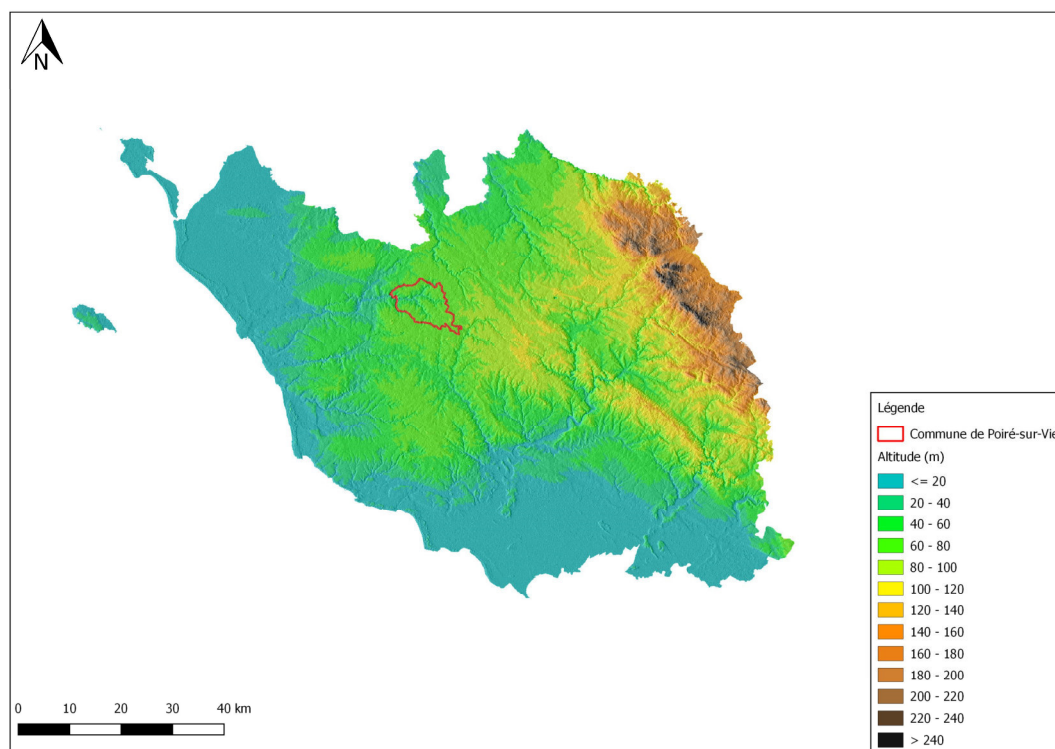 N
Légende
Commune de Poiré-sur-Vie
Altitude (m)
<= 20
20 - 40
40 - 60
60 - 80
80 - 100
100 - 120
120 - 140
140 - 160
160 - 180
180 - 200
200 - 220
220 - 240
> 240
0 10 20 30 40 km